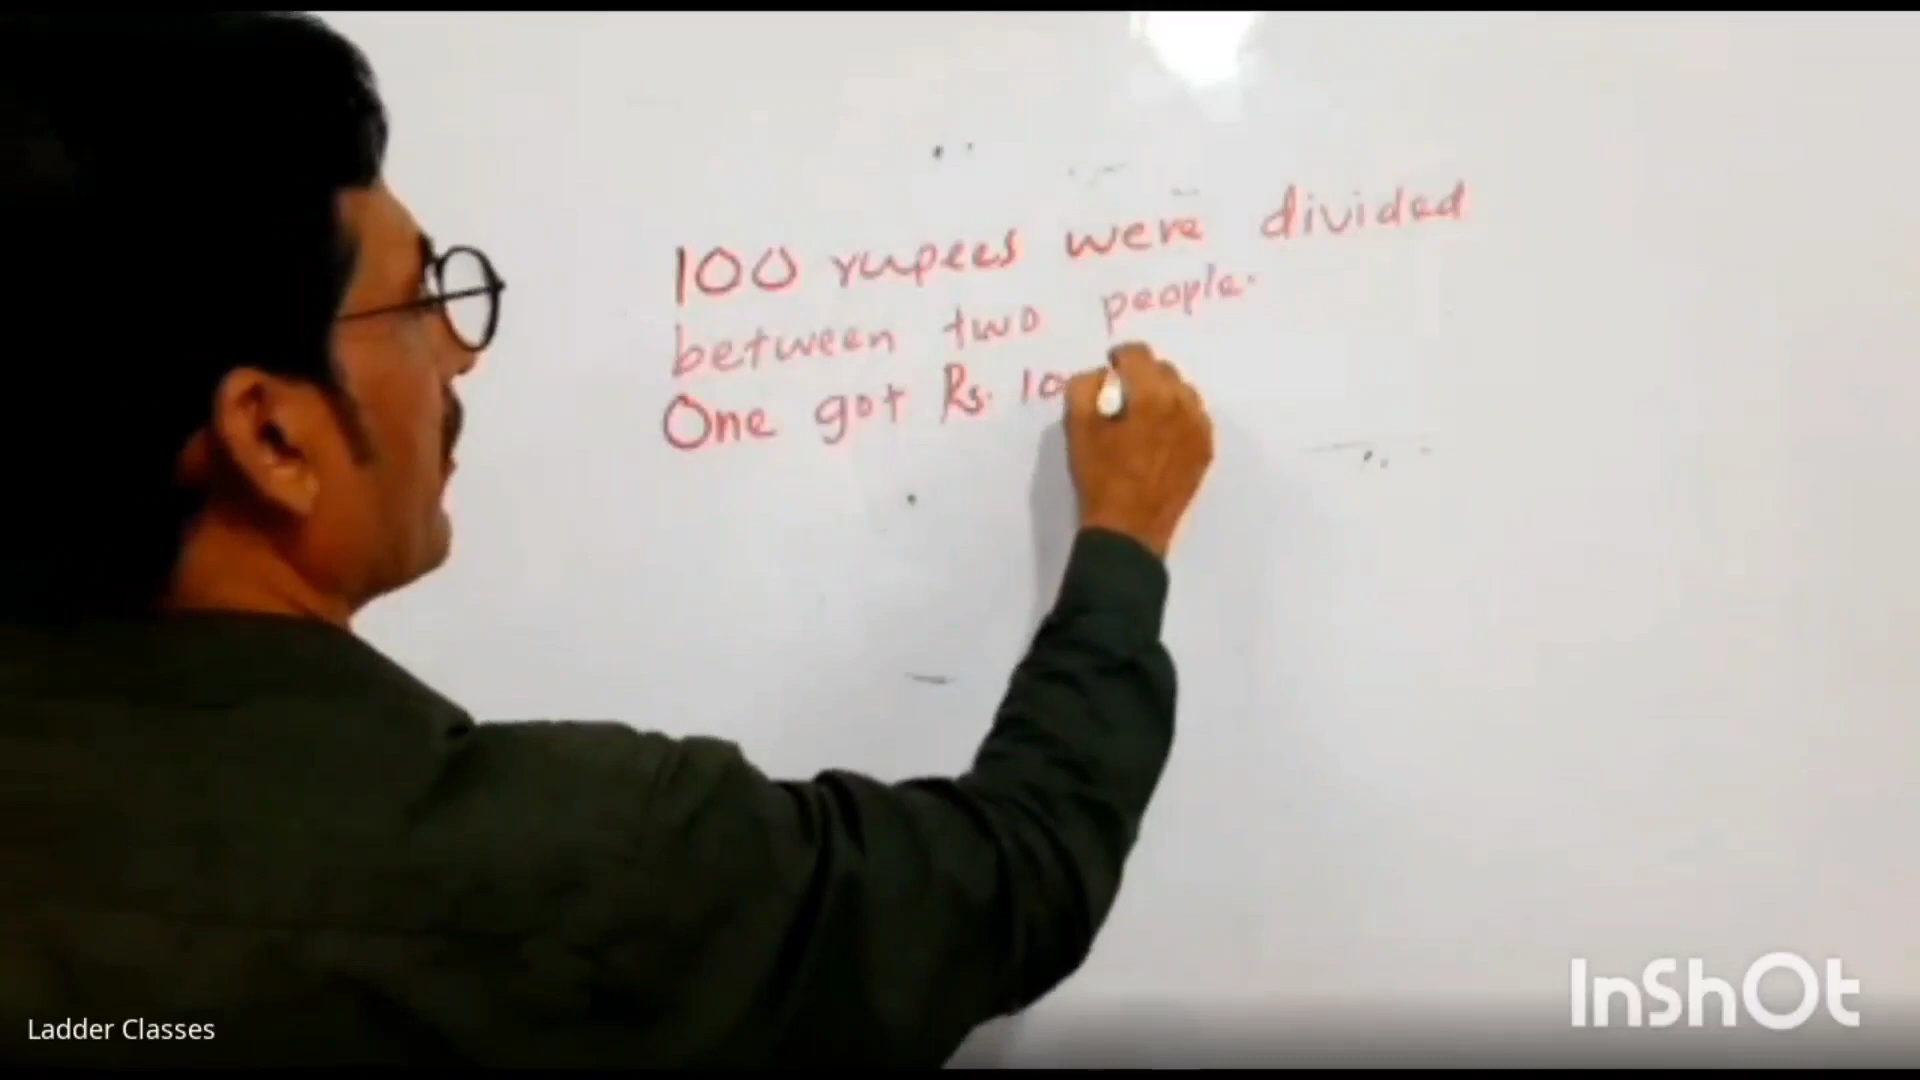 100 rupees were divided
between two people.
One got Rs. 10
InShOt
Ladder Classes